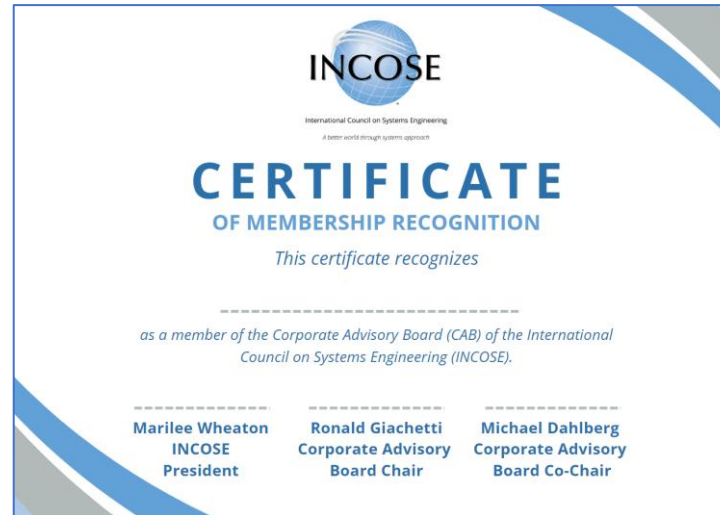 INCOSE
International Council on Systems Engineering
A better world through systems approach
CERTIFICATE
OF MEMBERSHIP RECOGNITION
This certificate recognizes
as a member of the Corporate Advisory Board (CAB) of the International
Council on Systems Engineering (INCOSE).
Marilee Wheaton
INCOSE
President
Ronald Giachetti
Corporate Advisory
Board Chair
Michael Dahlberg
Corporate Advisory
Board Co-Chair